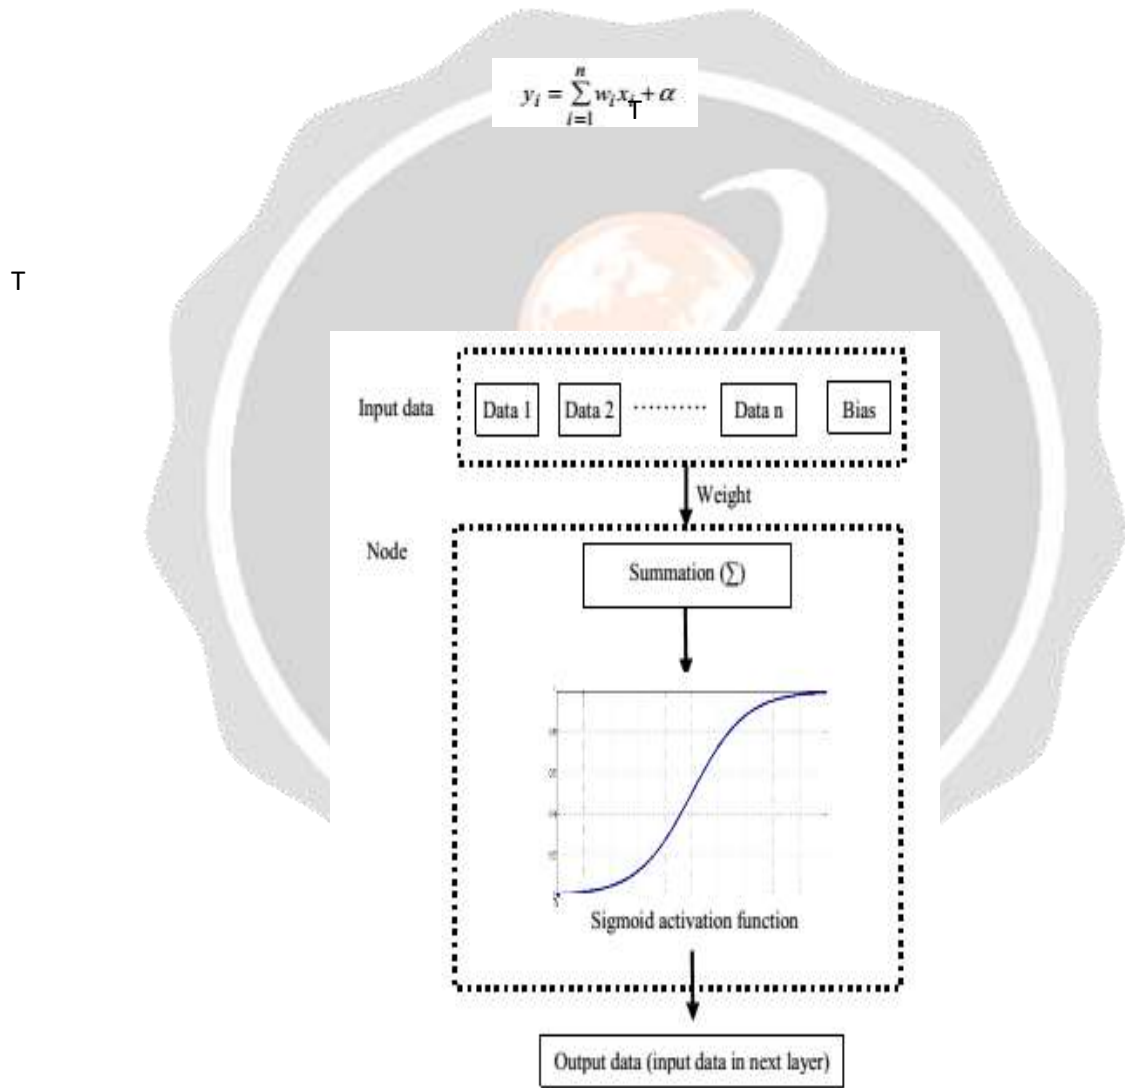 y_i = \sum_{i=1}^{n} w_i x_i + α
T
T
Input data
Data 1 Data 2 .......... Data n Bias
Weight
Node
Summation (∑)
Sigmoid activation function
Output data (input data in next layer)